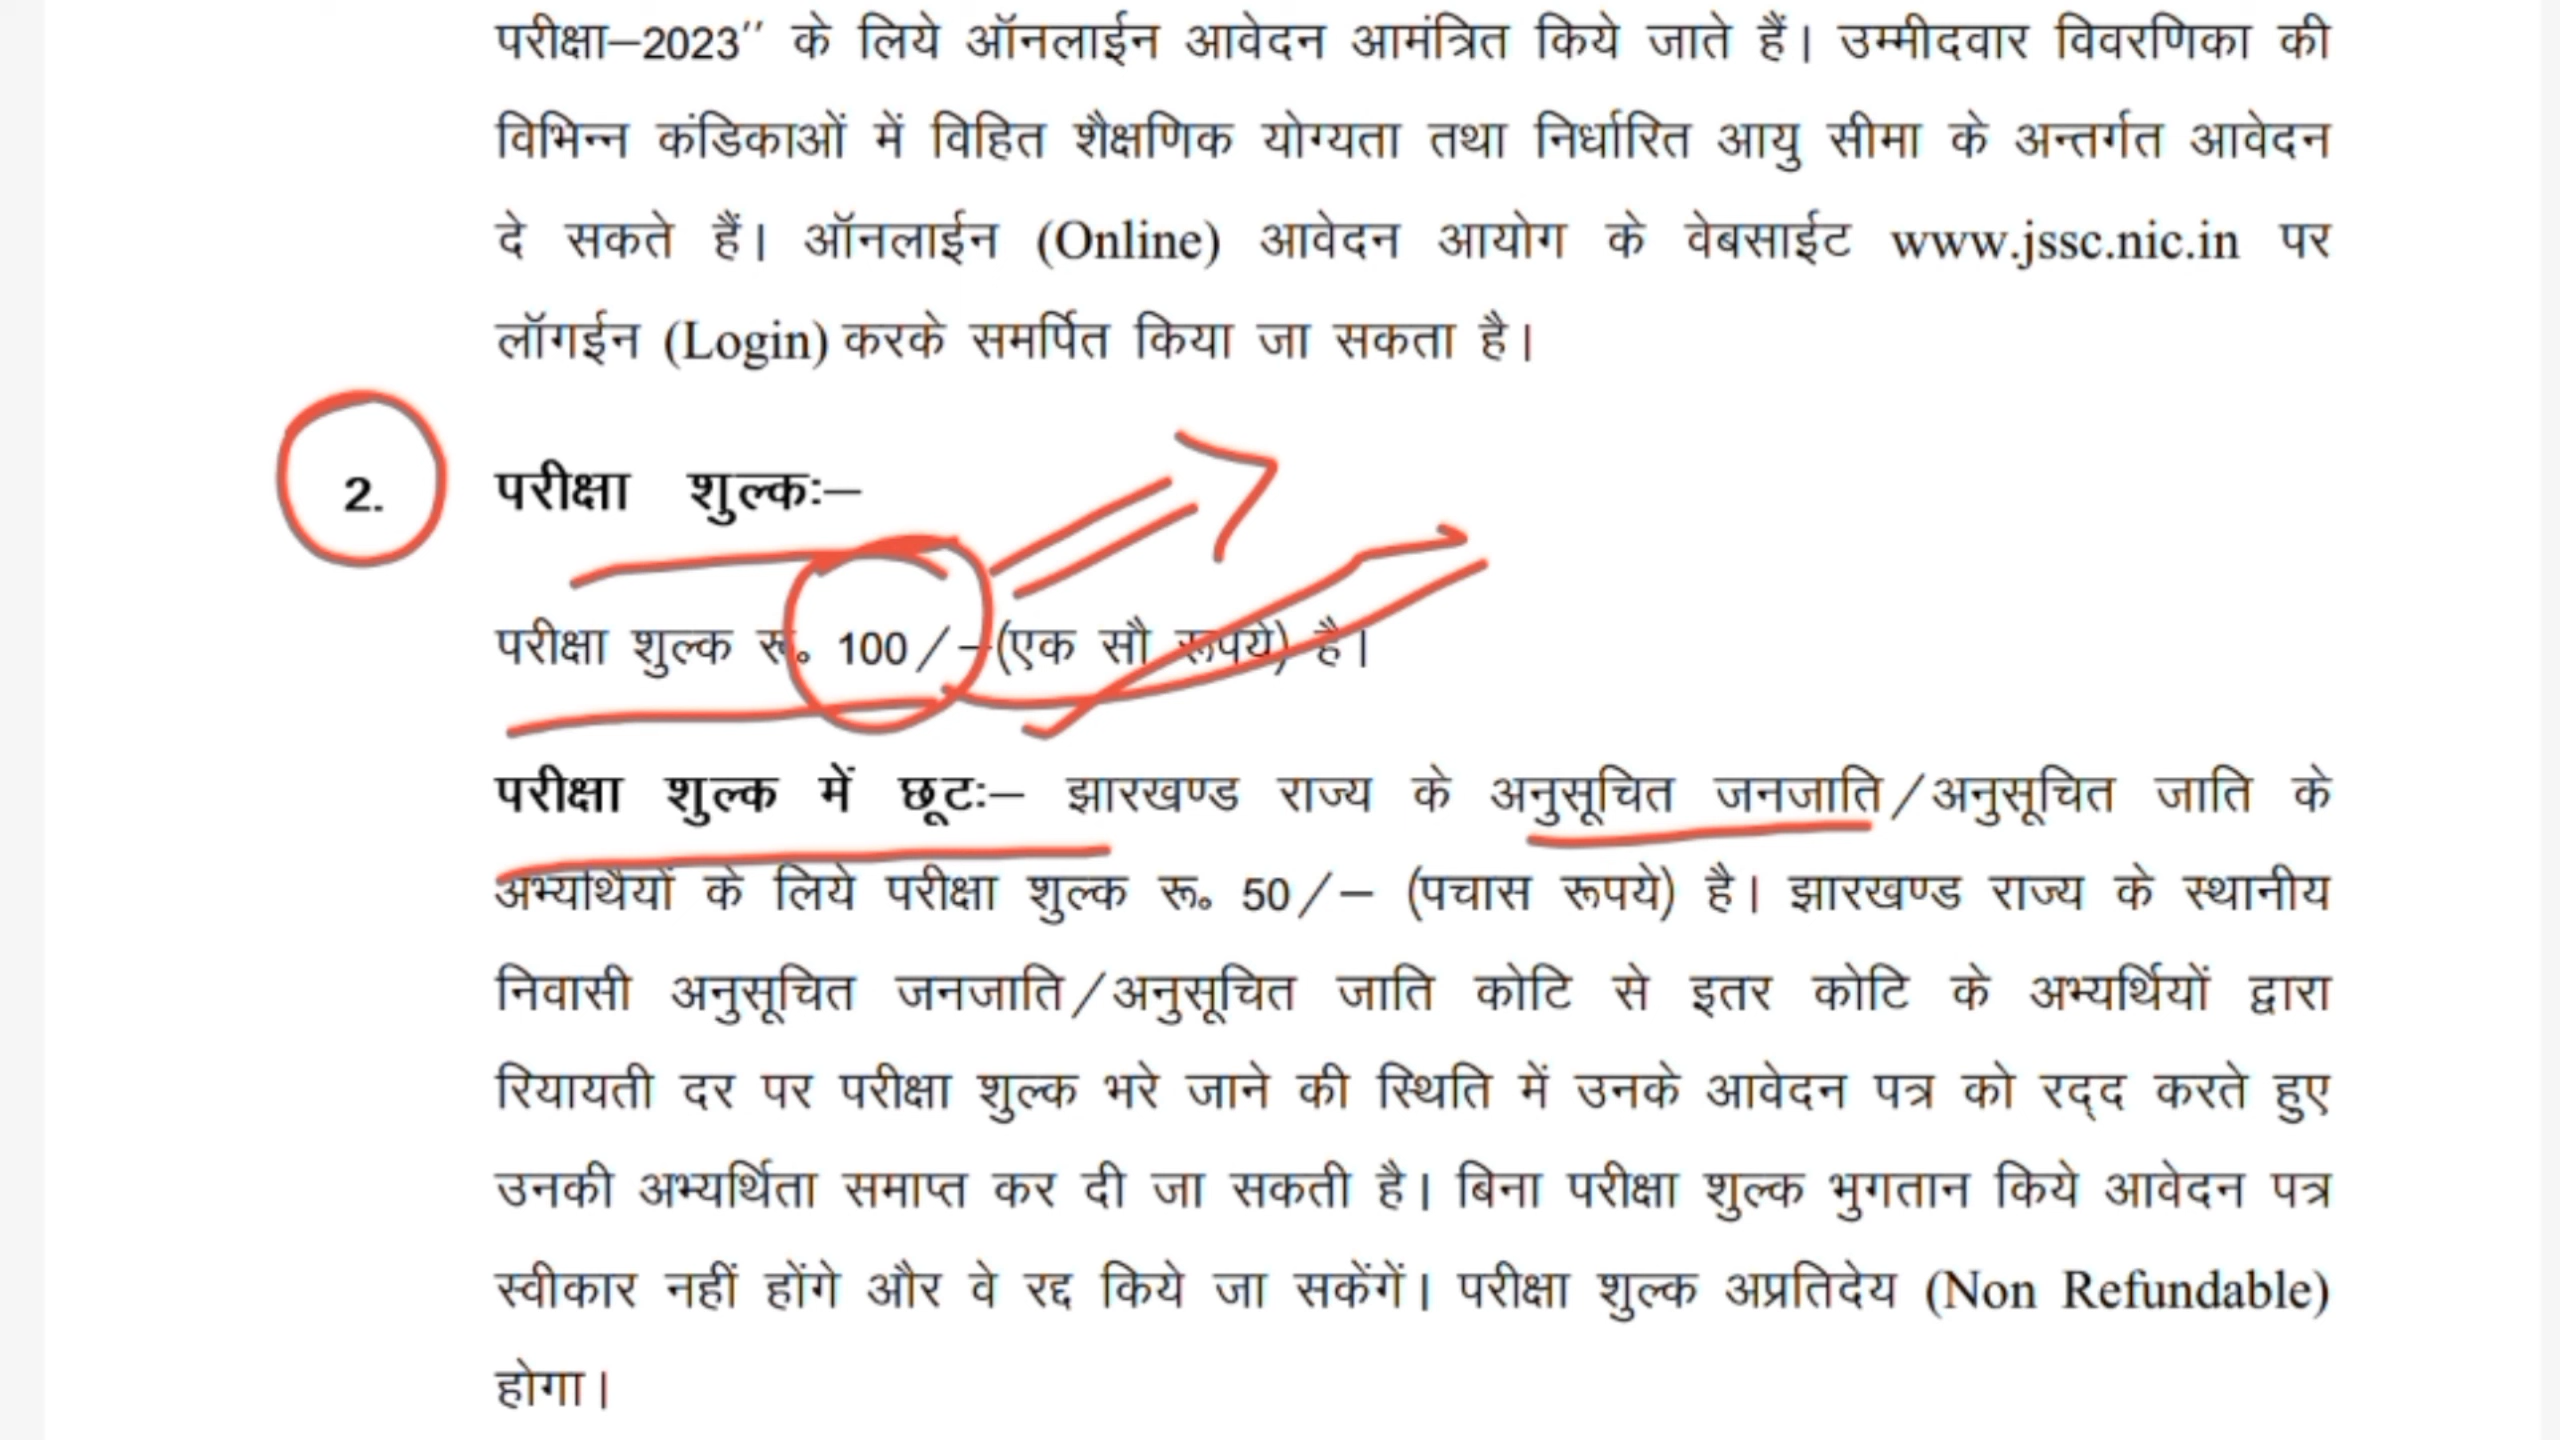 परीक्षा–2023” के लिये ऑनलाईन आवेदन आमंत्रित किये जाते हैं। उम्मीदवार विवरणिका की
विभिन्न कंडिकाओं में विहित शैक्षणिक योग्यता तथा निर्धारित आयु सीमा के अन्तर्गत आवेदन
दे सकते हैं। ऑनलाईन (Online) आवेदन आयोग के वेबसाईट www.jssc.nic.in पर
लॉगईन (Login) करके समर्पित किया जा सकता है।
2. परीक्षा शुल्कः–
परीक्षा शुल्क रू॰ 100/–(एक सौ रूपये) है।
परीक्षा शुल्क में छूटः– झारखण्ड राज्य के अनुसूचित जनजाति/अनुसूचित जाति के
अभ्यर्थियों के लिये परीक्षा शुल्क रू॰ 50/– (पचास रूपये) है। झारखण्ड राज्य के स्थानीय
निवासी अनुसूचित जनजाति/अनुसूचित जाति कोटि से इतर कोटि के अभ्यर्थियों द्वारा
रियायती दर पर परीक्षा शुल्क भरे जाने की स्थिति में उनके आवेदन पत्र को रद्द करते हुए
उनकी अभ्यर्थिता समाप्त कर दी जा सकती है। बिना परीक्षा शुल्क भुगतान किये आवेदन पत्र
स्वीकार नहीं होंगे और वे रद्द किये जा सकेंगें। परीक्षा शुल्क अप्रतिदेय (Non Refundable)
होगा।